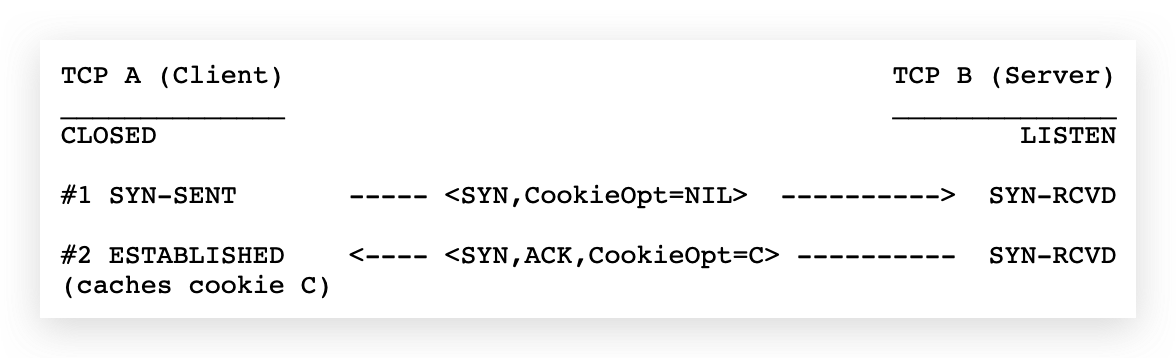 TCP A (Client)                                      TCP B (Server)
______________                                      ______________
CLOSED                                                      LISTEN
#1 SYN-SENT       ----- <SYN,CookieOpt=NIL>  ---------->  SYN-RCVD
#2 ESTABLISHED    <---- <SYN,ACK,CookieOpt=C> ----------  SYN-RCVD
(caches cookie C)